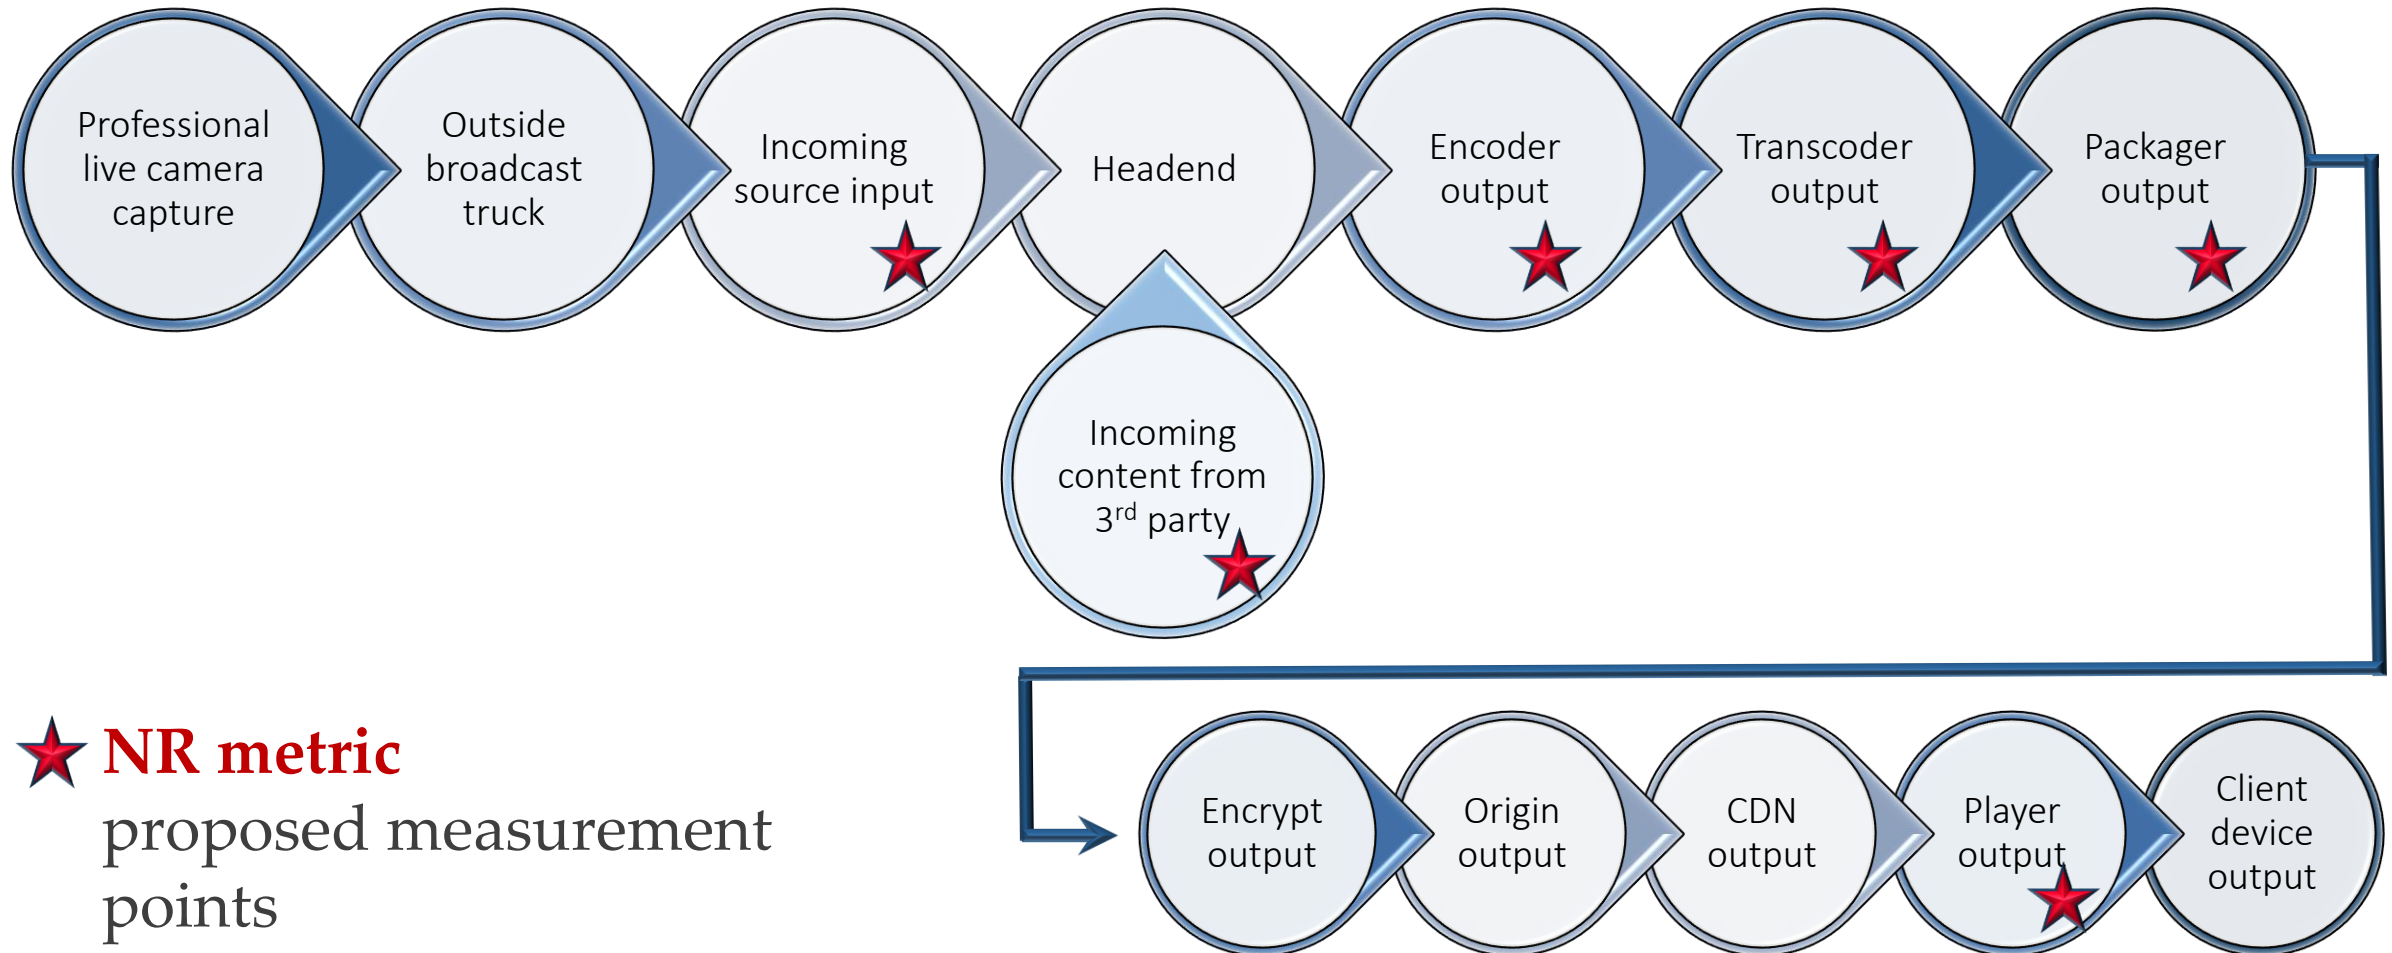 Professional
live camera
capture
Outside
broadcast
truck
Incoming
source input
Headend
Encoder
output
Transcoder
output
Packager
output
Incoming
content from
3rd party
NR metric
proposed measurement
points
Encrypt
output
Origin
output
CDN
output
Player
output
Client
device
output